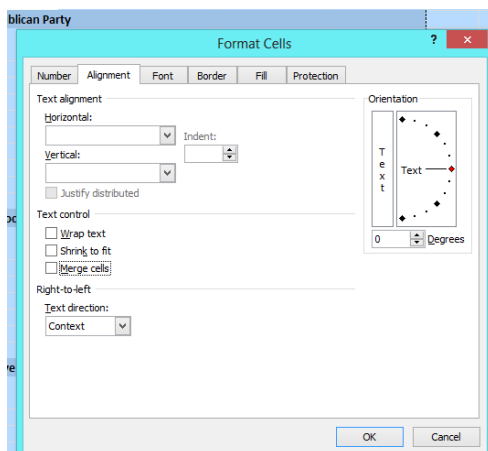 blican Party
Format Cells
?
Number Alignment Font Border Fill Protection
Text alignment
Horizontal:
Indent:
Vertical:
Justify distributed
Text control
Wrap text
Shrink to fit
Merge cells
Right-to-left
Text direction:
Context
Orientation
Text
Text
0 Degrees
OK Cancel